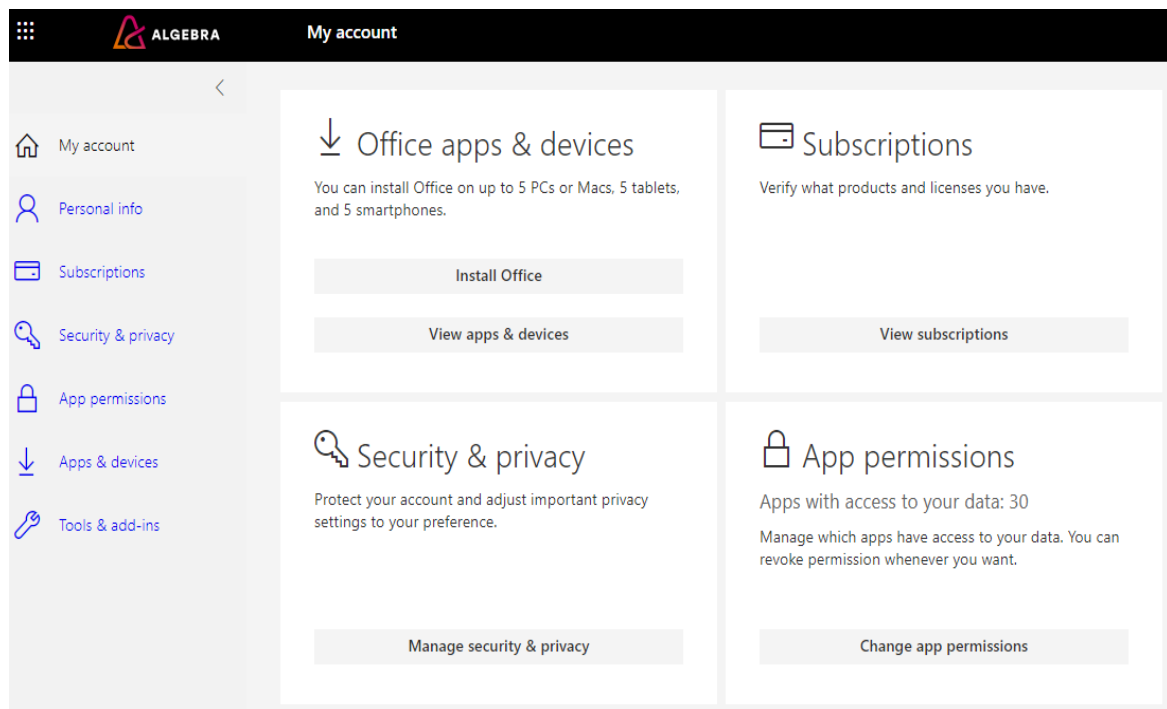 ALGEBRA
My account
My account
Personal info
Subscriptions
Security & privacy
App permissions
Apps & devices
Tools & add-ins
Office apps & devices
You can install Office on up to 5 PCs or Macs, 5 tablets,
and 5 smartphones.
Install Office
View apps & devices
Subscriptions
Verify what products and licenses you have.
View subscriptions
Security & privacy
Protect your account and adjust important privacy
settings to your preference.
Manage security & privacy
App permissions
Apps with access to your data: 30
Manage which apps have access to your data. You can
revoke permission whenever you want.
Change app permissions